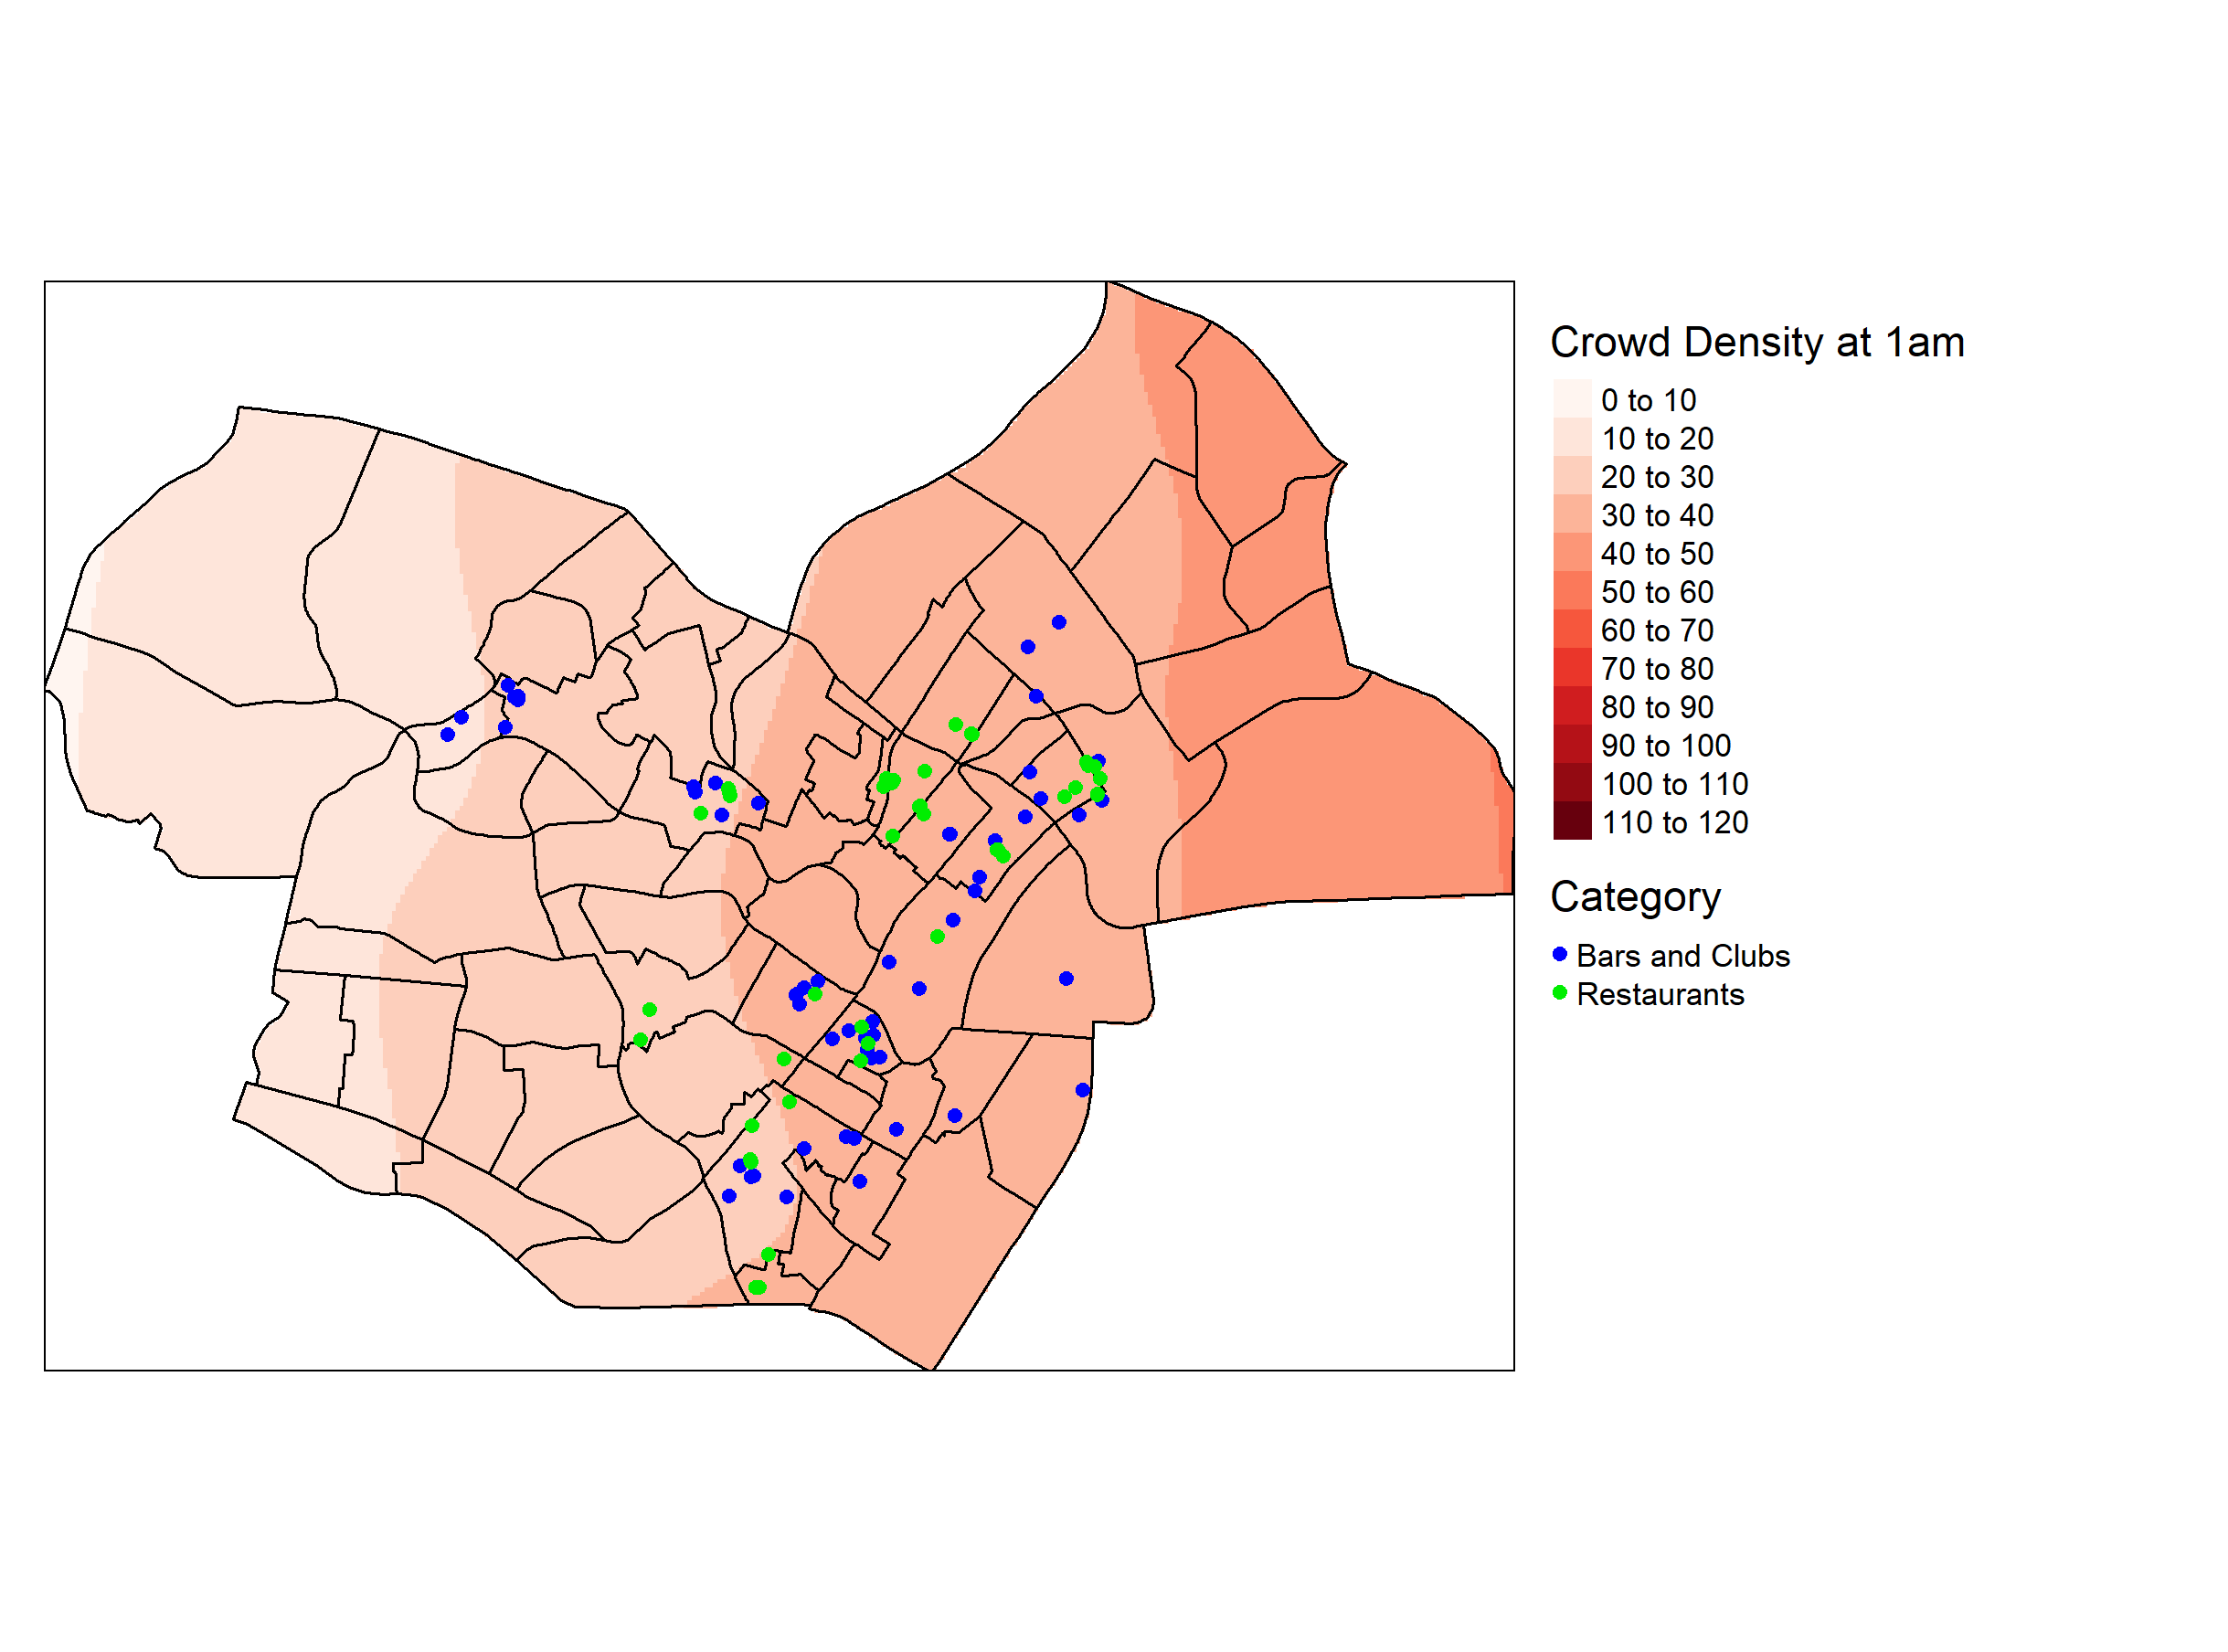 Crowd Density at 1am
0 to 10
10 to 20
20 to 30
30 to 40
40 to 50
50 to 60
60 to 70
70 to 80
80 to 90
90 to 100
100 to 110
110 to 120
Category
Bars and Clubs
Restaurants